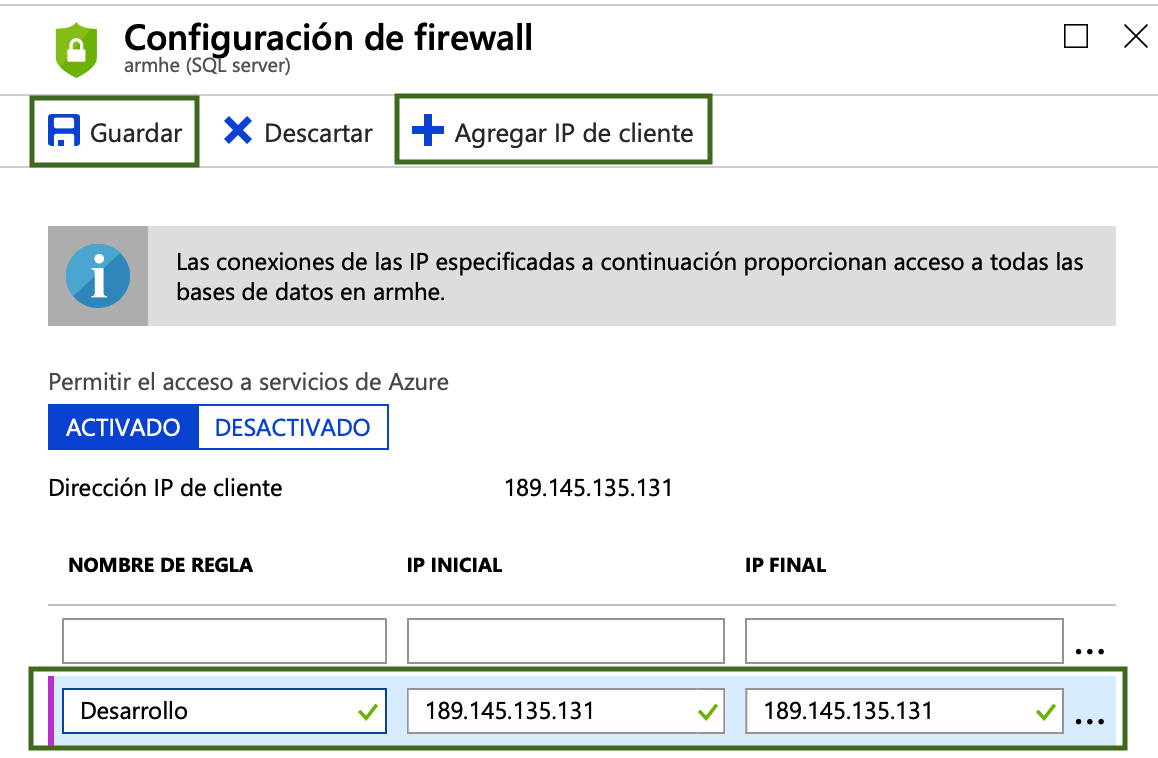 Configuración de firewall
armhe (SQL server)
Guardar Descartar Agregar IP de cliente
Las conexiones de las IP especificadas a continuación proporcionan acceso a todas las
bases de datos en armhe.
Permitir el acceso a servicios de Azure
ACTIVADO DESACTIVADO
Dirección IP de cliente 189.145.135.131
NOMBRE DE REGLA IP INICIAL IP FINAL
...
Desarrollo 189.145.135.131 189.145.135.131 ...